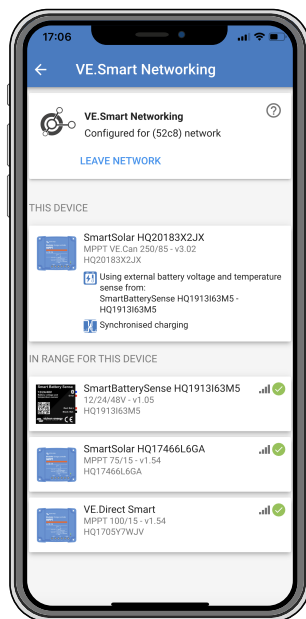 17:06
VE.Smart Networking
VE.Smart Networking
Configured for (52c8) network
LEAVE NETWORK
THIS DEVICE
SmartSolar HQ20183X2JX
MPPT VE.Can 250/85 - v3.02
HQ20183X2JX
Using external battery voltage and temperature
sense from:
SmartBatterySense HQ1913I63M5 -
HQ1913I63M5
Synchronised charging
IN RANGE FOR THIS DEVICE
Smart Battery Sense
SmartBatterySense HQ1913I63M5
12/24/48V - v1.05
HQ1913I63M5
SmartSolar HQ17466L6GA
MPPT 75/15 - v1.54
HQ17466L6GA
VE.Direct Smart
MPPT 100/15 - v1.54
HQ1705Y7WJV